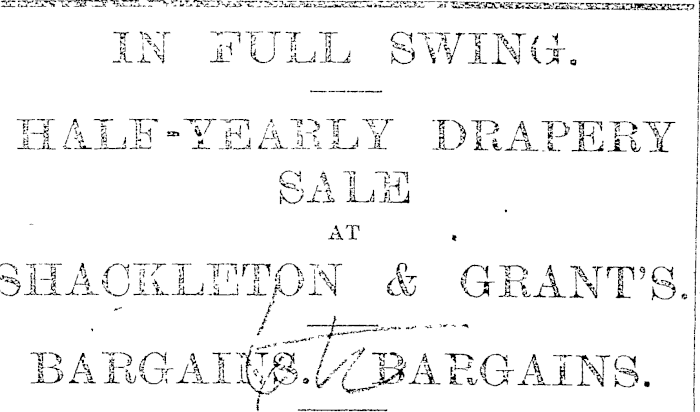 IN FULL SWING.
HALF-YEARLY DRAPERY
SALE
AT
SHACKLETON & GRANT'S.
BARGAINS. BARGAINS.